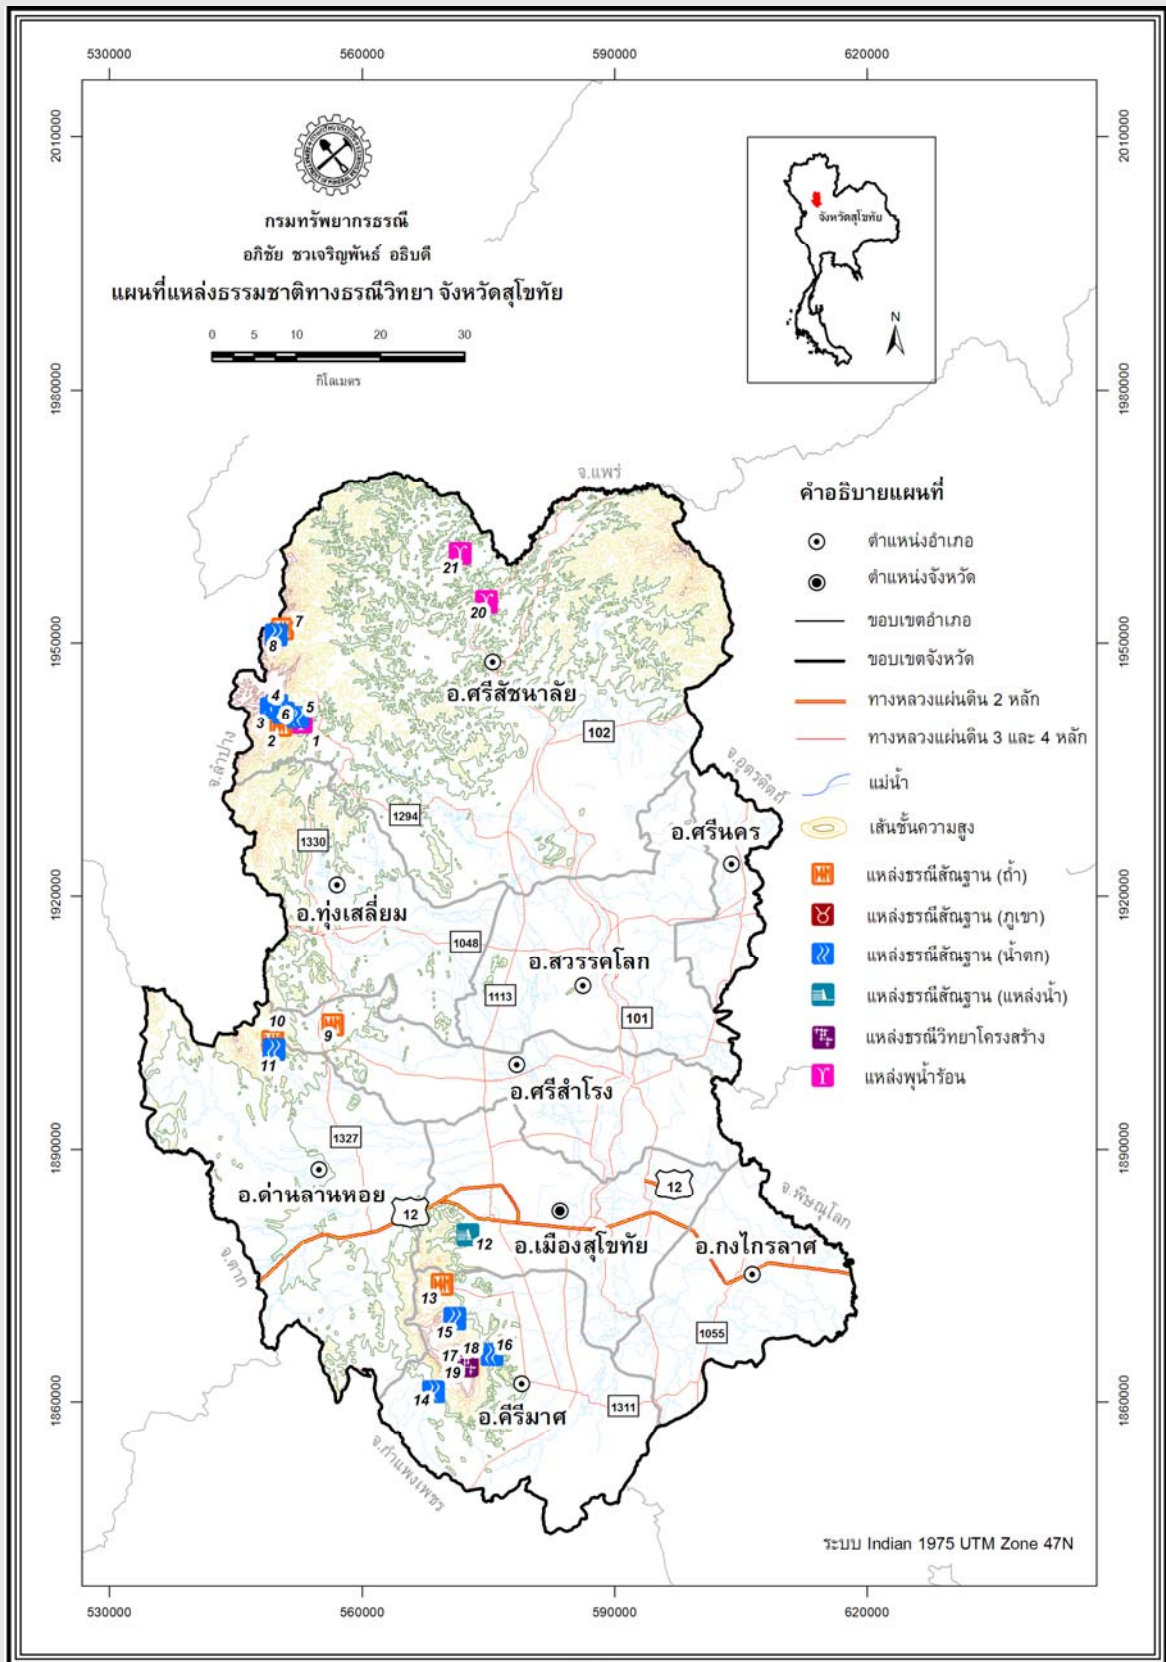 530000 560000 590000 620000
2010000 2010000
กรมทรัพยากรธรณี
อภิชัย ชวเจริญพันธ์ อธิบดี
แผนที่แหล่งธรรมชาติทางธรณีวิทยา จังหวัดสุโขทัย
0 5 10 20 30
กิโลเมตร
จังหวัดสุโขทัย
N
1980000 1980000
จ.แพร่
คำอธิบายแผนที่
ตำแหน่งอำเภอ
ตำแหน่งจังหวัด
ขอบเขตอำเภอ
ขอบเขตจังหวัด
ทางหลวงแผ่นดิน 2 หลัก
ทางหลวงแผ่นดิน 3 และ 4 หลัก
แม่น้ำ
เส้นชั้นความสูง
แหล่งธรณีสัณฐาน (ถ้ำ)
แหล่งธรณีสัณฐาน (ภูเขา)
แหล่งธรณีสัณฐาน (น้ำตก)
แหล่งธรณีสัณฐาน (แหล่งน้ำ)
แหล่งธรณีวิทยาโครงสร้าง
แหล่งพุน้ำร้อน
21
20
7
8
1950000 1950000
อ.ศรีสัชนาลัย
4
5
6
3
2
1
102
จ.ลำปาง
จ.อุตรดิตถ์
1294
1330
อ.ศรีนคร
1920000 1920000
อ.ทุ่งเสลี่ยม
1048
อ.สวรรคโลก
1113
101
10
9
11
อ.ศรีสำโรง
1327
1890000 1890000
อ.ด่านลานหอย
12
12
จ.พิษณุโลก
12
อ.เมืองสุโขทัย
อ.กงไกรลาศ
จ.ตาก
13
15
1055
17 18 16
19
14
อ.คีรีมาศ
1311
1860000 1860000
จ.กำแพงเพชร
ระบบ Indian 1975 UTM Zone 47N
530000 560000 590000 620000